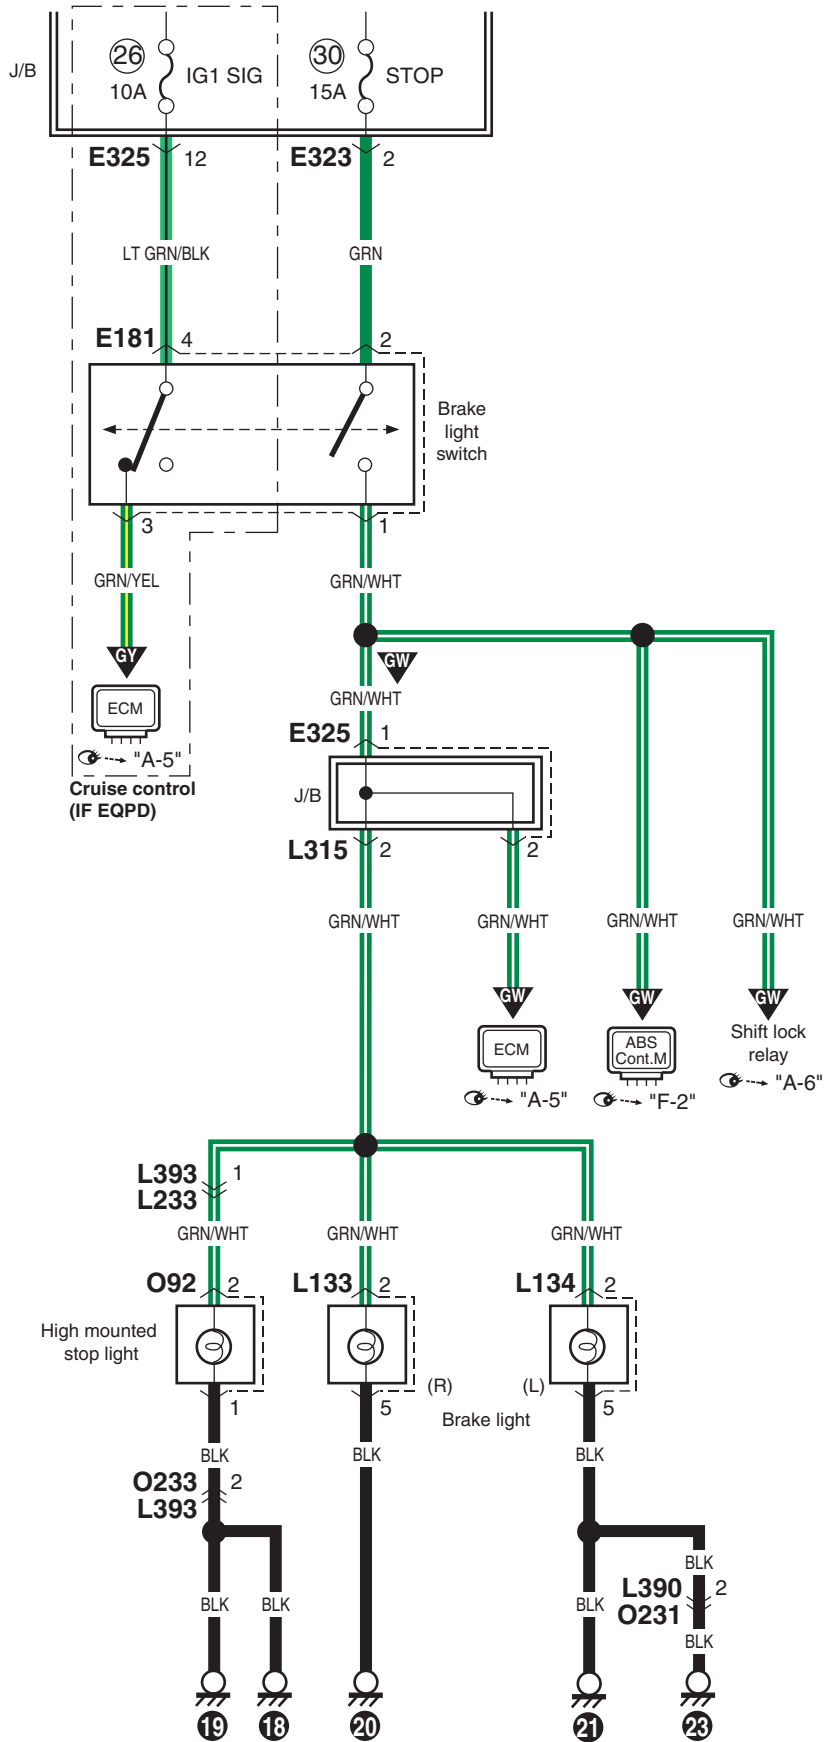 J/B
26
10A
IG1 SIG
30
15A
STOP
E325 12
E323 2
LT GRN/BLK
GRN
E181 4
2
Brake
light
switch
3
1
GRN/YEL
GRN/WHT
GY
GW
ECM
GRN/WHT
"A-5"
E325 1
Cruise control
(IF EQPD)
J/B
L315 2
2
GRN/WHT
GRN/WHT
GRN/WHT
GRN/WHT
GW
GW
GW
ECM
ABS
Cont.M
Shift lock
relay
"A-5"
"F-2"
"A-6"
L393 1
L233
GRN/WHT
GRN/WHT
GRN/WHT
O92 2
L133 2
L134 2
High mounted
stop light
(R)
(L)
1
5
5
Brake light
BLK
BLK
BLK
O233 2
L393
BLK
L390 2
O231
BLK
BLK
BLK
BLK
19
18
20
21
23